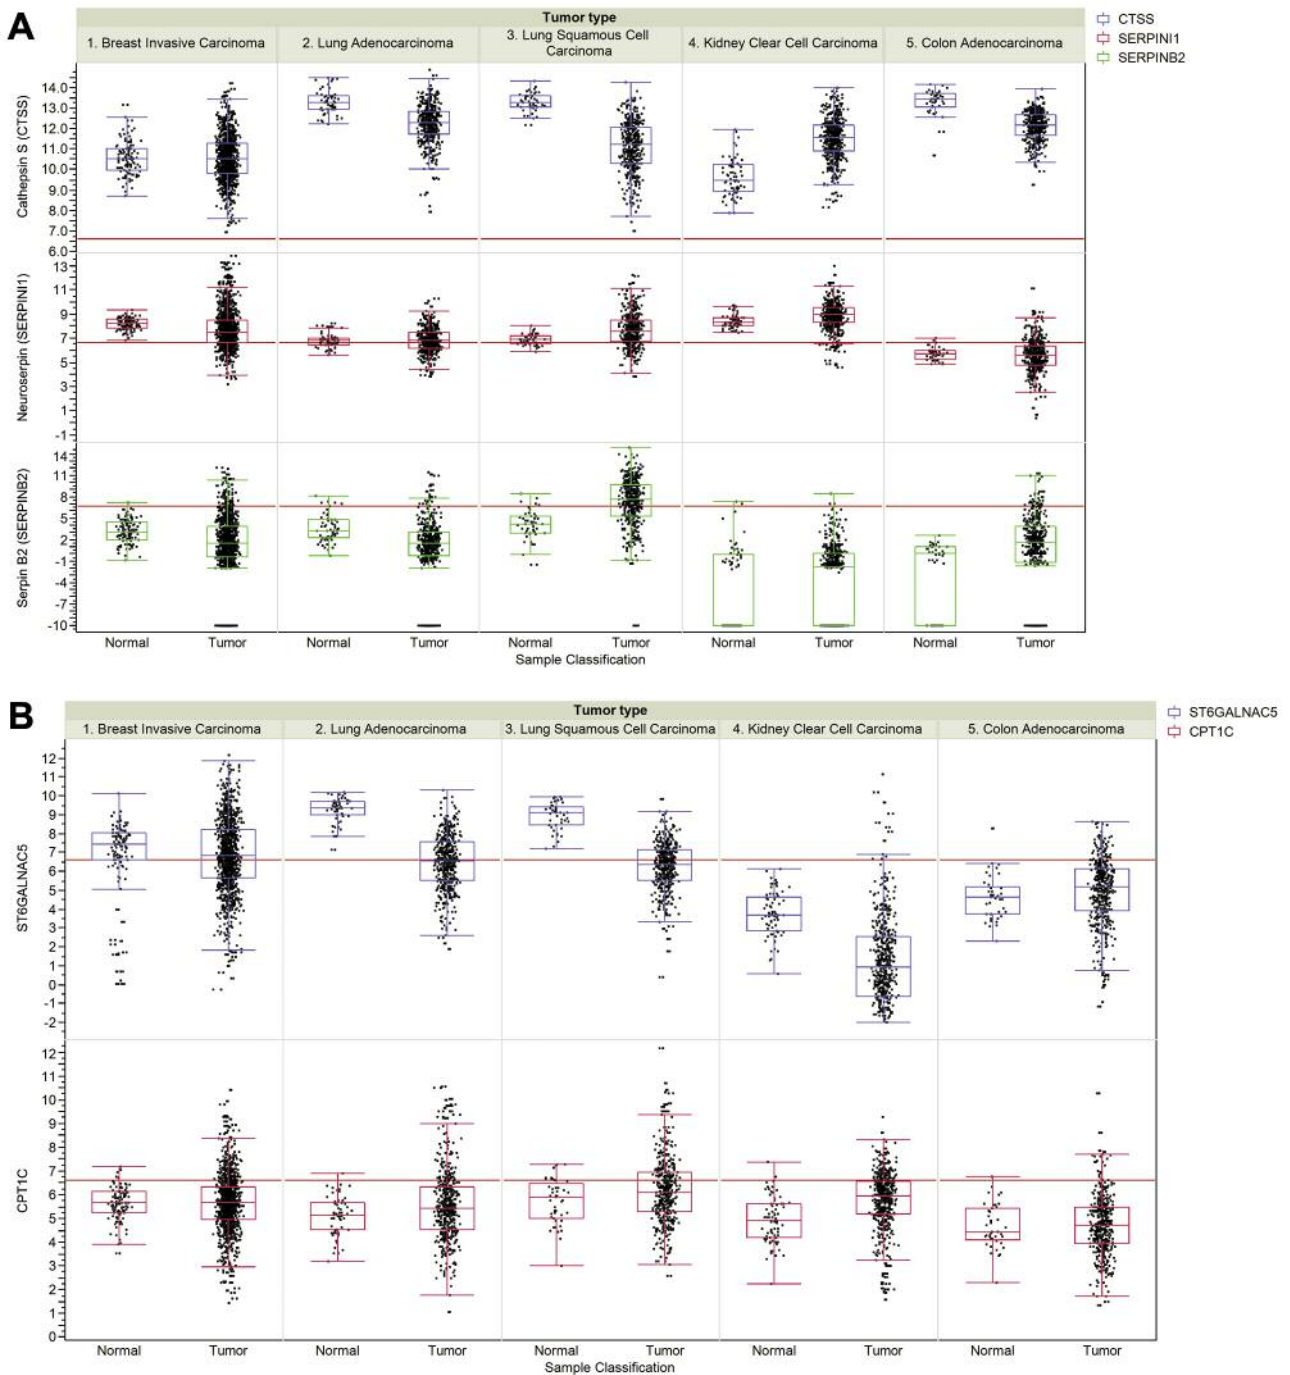 A
Tumor type
1. Breast Invasive Carcinoma
2. Lung Adenocarcinoma
3. Lung Squamous Cell
Carcinoma
4. Kidney Clear Cell Carcinoma
5. Colon Adenocarcinoma
CTSS
SERPINI1
SERPINB2
Cathepsin S (CTSS)
14.0
13.0
12.0
11.0
10.0
9.0
8.0
7.0
6.0
Neuroserpin (SERPINI1)
13
11
9
7
5
3
1
-1
Serpin B2 (SERPINB2)
14
11
8
5
2
-1
-4
-7
-10
Normal Tumor Normal Tumor Normal Tumor Normal Tumor Normal Tumor
Sample Classification
B
Tumor type
1. Breast Invasive Carcinoma
2. Lung Adenocarcinoma
3. Lung Squamous Cell Carcinoma
4. Kidney Clear Cell Carcinoma
5. Colon Adenocarcinoma
ST6GALNAC5
CPT1C
ST6GALNAC5
12
11
10
9
8
7
6
5
4
3
2
1
0
-1
-2
CPT1C
12
11
10
9
8
7
6
5
4
3
2
1
0
Normal Tumor Normal Tumor Normal Tumor Normal Tumor Normal Tumor
Sample Classification